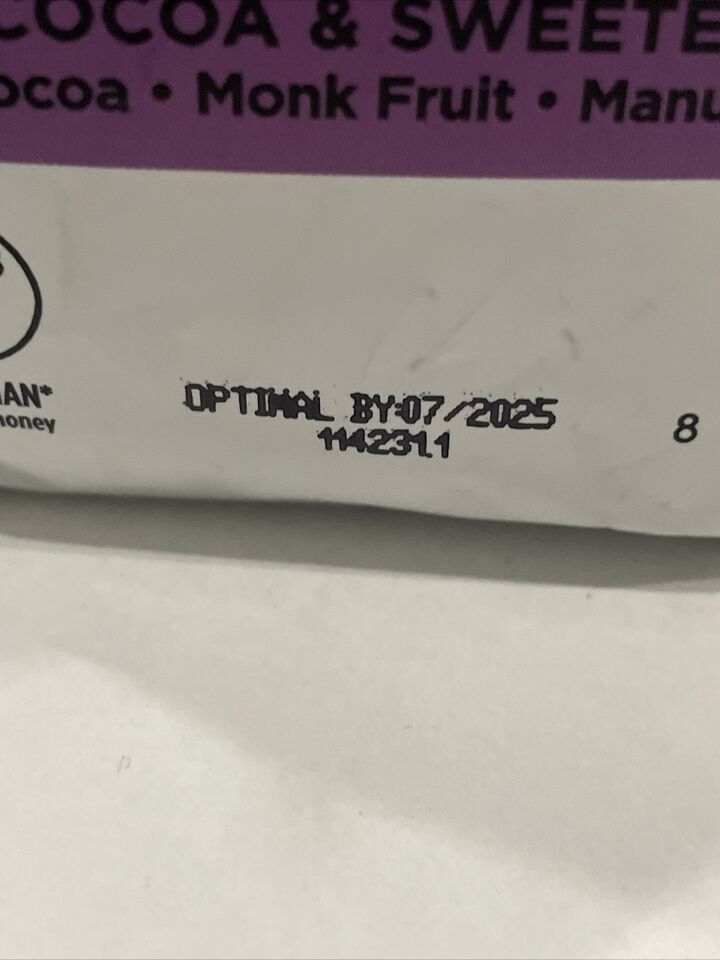 COCOA & SWEETE
ocoa • Monk Fruit • Manu
AN*
honey
OPTIMAL BY:07/2025
114231.1
8